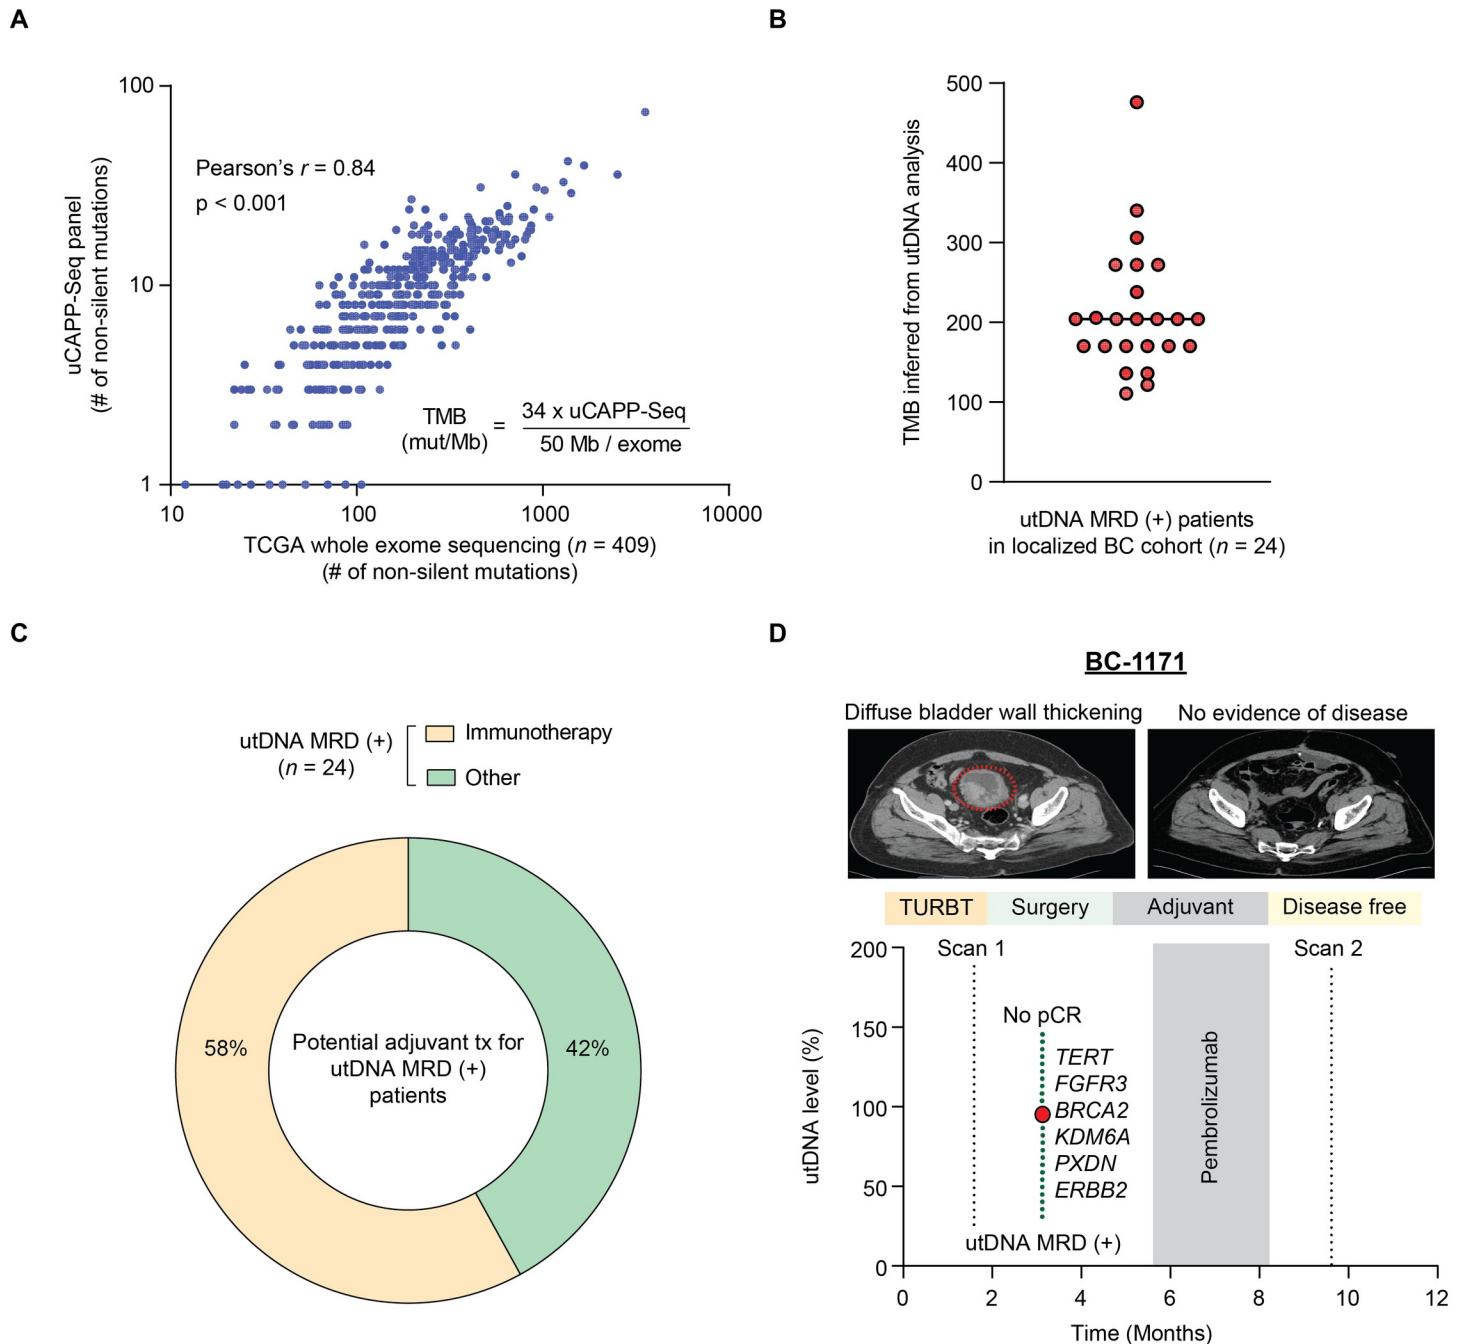 A
100
10
1
uCAPP-Seq panel
(# of non-silent mutations)
Pearson's r = 0.84
p < 0.001
TMB
(mut/Mb)
=
34 x uCAPP-Seq
50 Mb / exome
10
100
1000
10000
TCGA whole exome sequencing (n = 409)
(# of non-silent mutations)
B
500
400
300
200
100
0
TMB inferred from utDNA analysis
utDNA MRD (+) patients
in localized BC cohort (n = 24)
C
utDNA MRD (+)
(n = 24)
Immunotherapy
Other
58%
Potential adjuvant tx for
utDNA MRD (+)
patients
42%
D
BC-1171
Diffuse bladder wall thickening
No evidence of disease
TURBT
Surgery
Adjuvant
Disease free
200
150
100
50
0
utDNA level (%)
Scan 1
Scan 2
No pCR
TERT
FGFR3
BRCA2
KDM6A
PXDN
ERBB2
utDNA MRD (+)
Pembrolizumab
0
2
4
6
8
10
12
Time (Months)